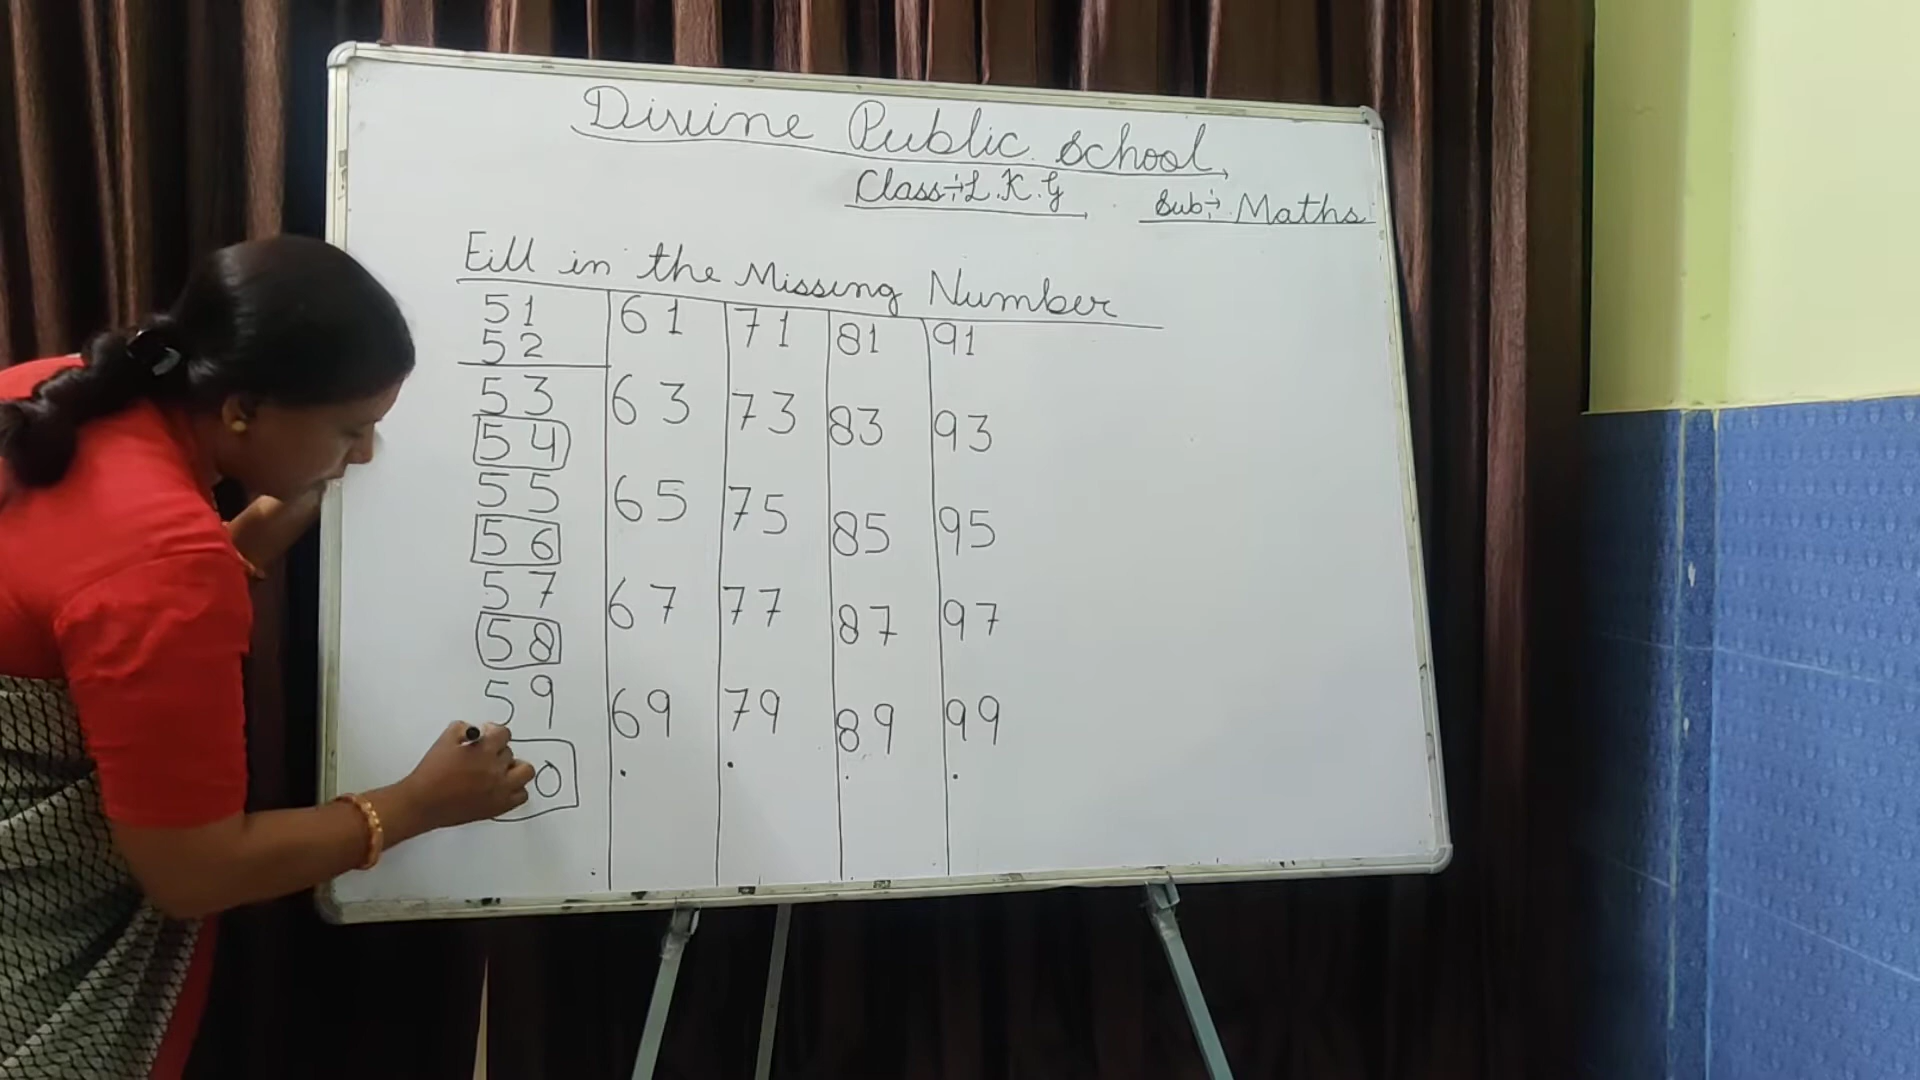 Divine Public School
Class:→L.K.G Sub:→ Maths
Fill in the Missing Number
51 61 71 81 91
52
53 63 73 83 93
54
55 65 75 85 95
56
57 67 77 87 97
58
59 69 79 89 99
0